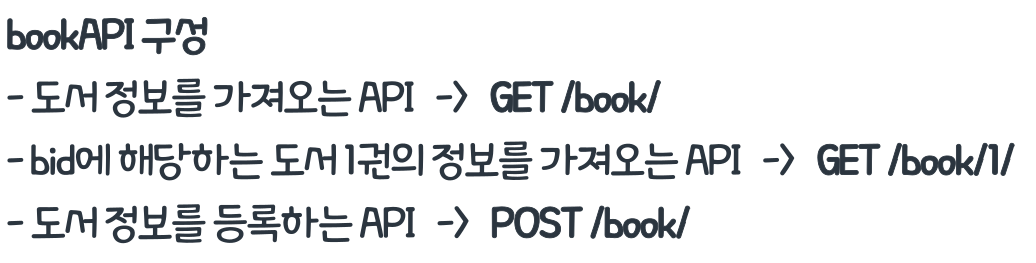 bookAPI 구성
- 도서 정보를 가져오는 API -> GET /book/
- bid에 해당하는 도서 1권의 정보를 가져오는 API -> GET /book/1/
- 도서 정보를 등록하는 API -> POST /book/